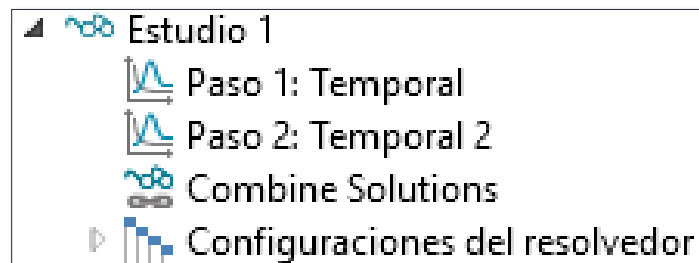 Estudio 1
Paso 1: Temporal
Paso 2: Temporal 2
Combine Solutions
Configuraciones del resolvedor